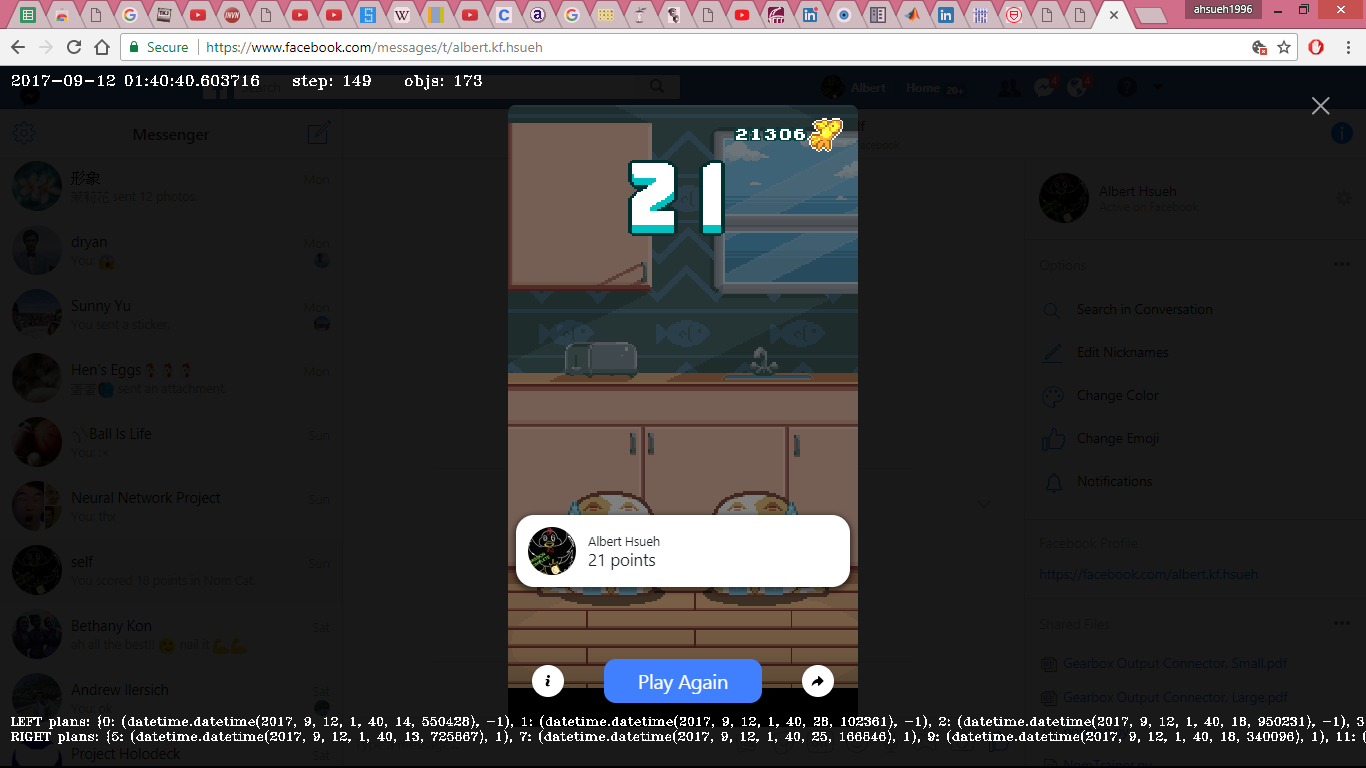 ahsueh1996
Secure https://www.facebook.com/messages/t/albert.kf.hsueh
2017-09-12 01:40:40.603716 step: 149 objs: 173
Albert Home 20+
Messenger
21306
21
形象 Mon
茉莉花 sent 12 photos.
dryan Mon
You: 😱
Sunny Yu Mon
You sent a sticker.
Hen's Eggs Mon
sent an attachment.
Ball Is Life Sun
You: :<
Neural Network Project Sun
You: thx
self Sun
You scored 18 points in Nom Cat.
Bethany Kon Sat
ah all the best!! nail it 💪💪
Andrew Ilersich Sat
Project Holodeck
Albert Hsueh
Active on Facebook
Options
Search in Conversation
Edit Nicknames
Change Color
Change Emoji
Notifications
Facebook Profile
https://facebook.com/albert.kf.hsueh
Shared Files
Gearbox Output Connector, Small.pdf
Gearbox Output Connector, Large.pdf
NomTrainer.py
Albert Hsueh
21 points
Play Again
LEFT plans: {0: (datetime.datetime(2017, 9, 12, 1, 40, 14, 550428), -1), 1: (datetime.datetime(2017, 9, 12, 1, 40, 28, 102361), -1), 2: (datetime.datetime(2017, 9, 12, 1, 40, 18, 950231), -1), 3
RIGHT plans: {5: (datetime.datetime(2017, 9, 12, 1, 40, 13, 725867), 1), 7: (datetime.datetime(2017, 9, 12, 1, 40, 25, 166846), 1), 9: (datetime.datetime(2017, 9, 12, 1, 40, 18, 340096), 1), 11: (